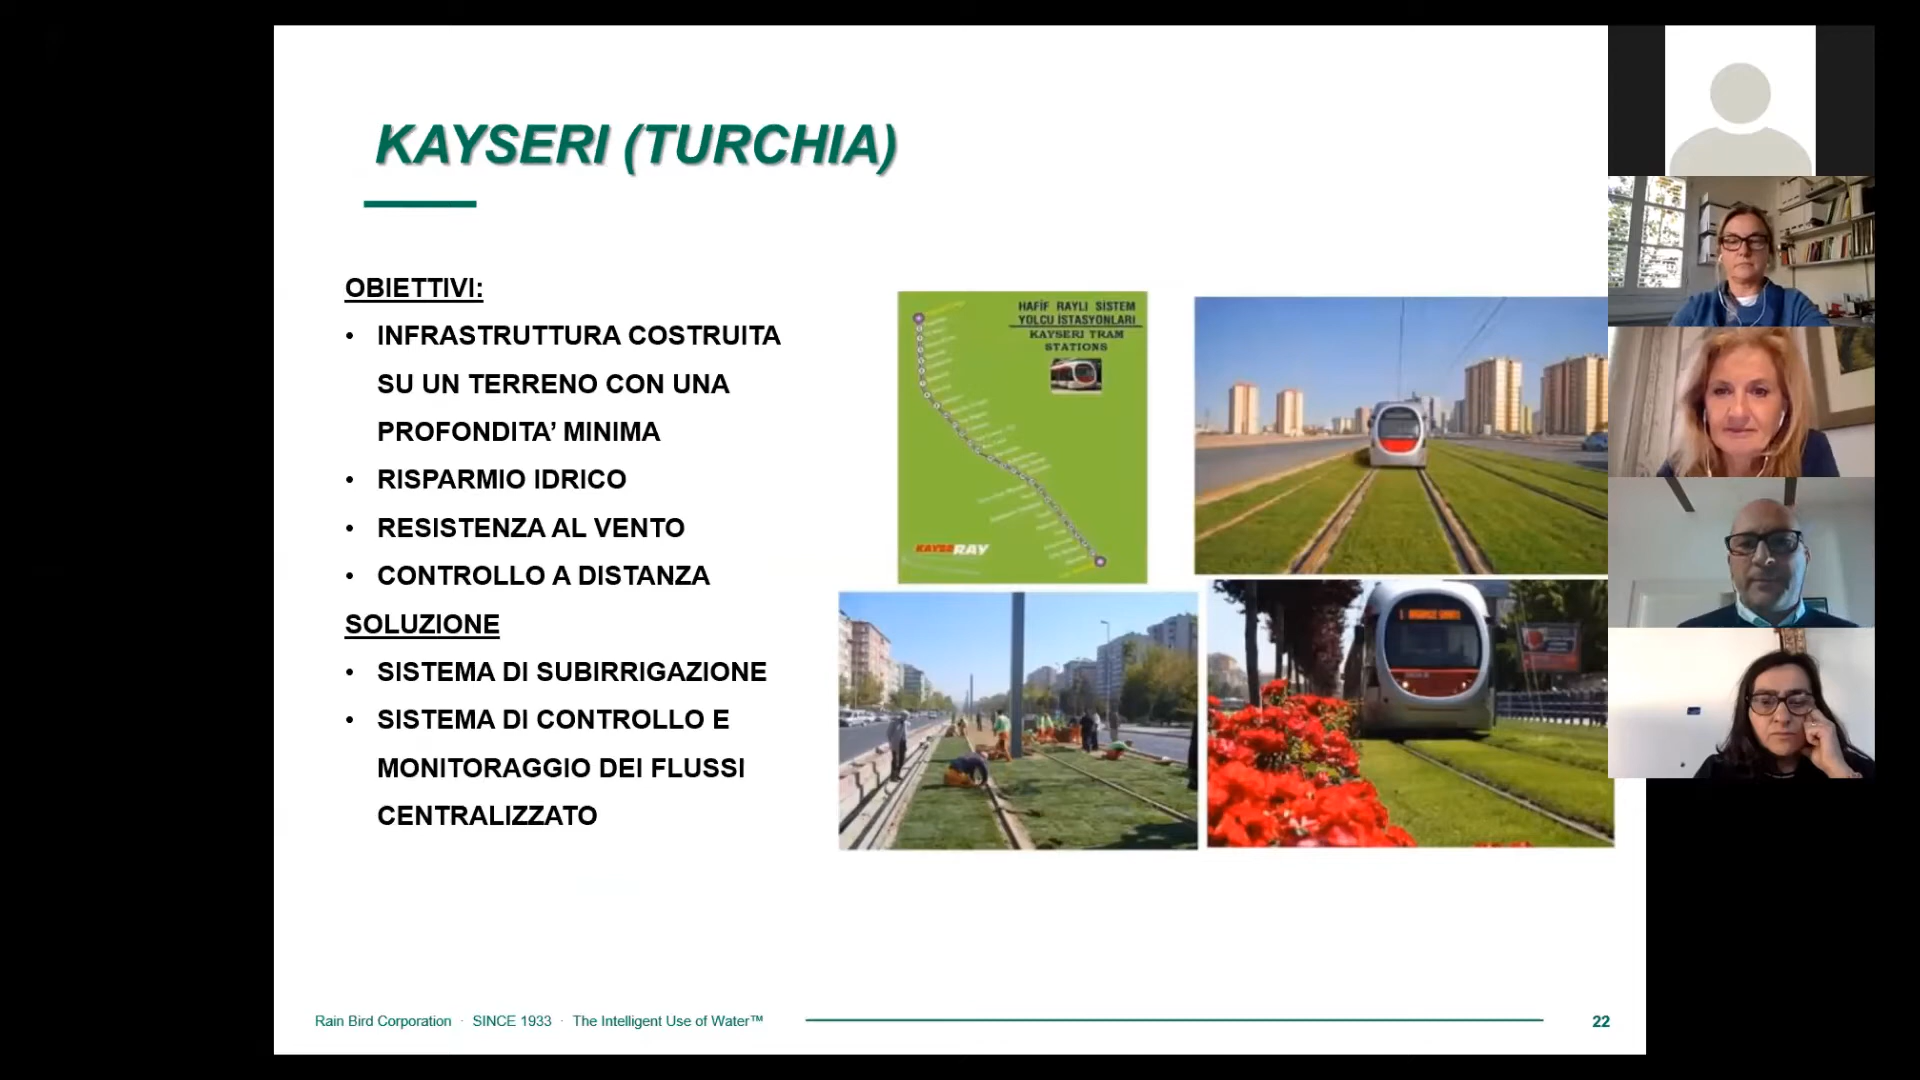 KAYSERI (TURCHIA)
OBIETTIVI:
• INFRASTRUTTURA COSTRUITA
SU UN TERRENO CON UNA
PROFONDITA’ MINIMA
• RISPARMIO IDRICO
• RESISTENZA AL VENTO
• CONTROLLO A DISTANZA
SOLUZIONE
• SISTEMA DI SUBIRRIGAZIONE
• SISTEMA DI CONTROLLO E
MONITORAGGIO DEI FLUSSI
CENTRALIZZATO
HAFİF RAYLI SİSTEM
YOLCU İSTASYONLARI
KAYSERI TRAM
STATIONS
KAYSERAY
Rain Bird Corporation · SINCE 1933 · The Intelligent Use of Water™
22